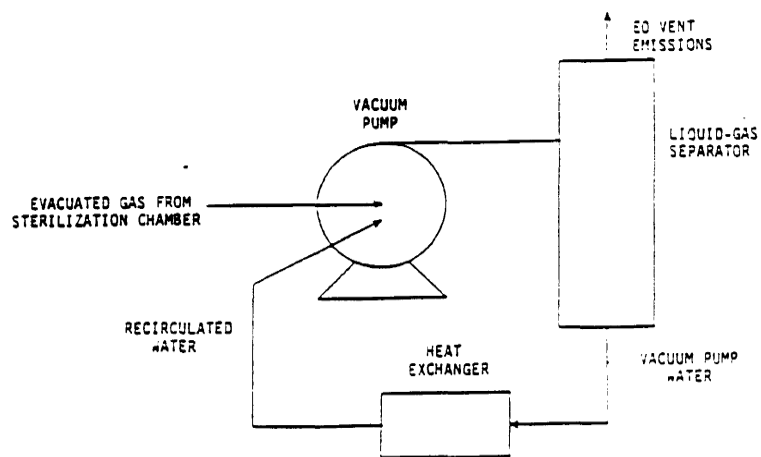 EO VENT
EMISSIONS
VACUUM
PUMP
LIQUID-GAS
SEPARATOR
EVACUATED GAS FROM
STERILIZATION CHAMBER
RECIRCULATED
WATER
HEAT
EXCHANGER
VACUUM PUMP
WATER